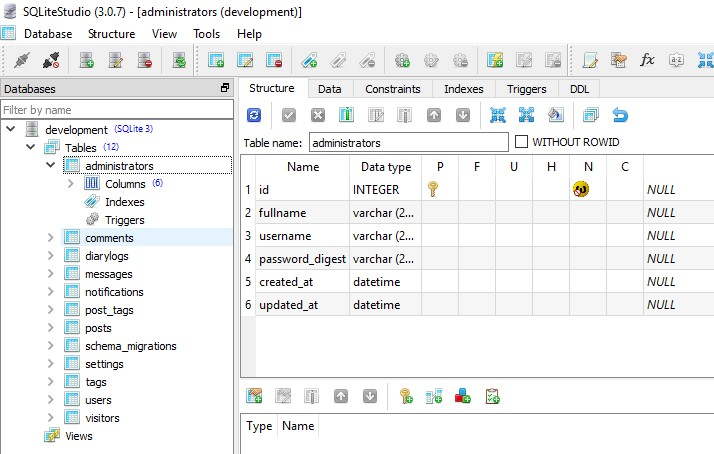 SQLiteStudio (3.0.7) - [administrators (development)]
Database Structure View Tools Help
Databases
Filter by name
development (SQLite 3)
Tables (12)
administrators
Columns (6)
Indexes
Triggers
comments
diarylogs
messages
notifications
post_tags
posts
schema_migrations
settings
tags
users
visitors
Views
Structure Data Constraints Indexes Triggers DDL
Table name: administrators WITHOUT ROWID
Name Data type P F U H N C
1 id INTEGER NULL
2 fullname varchar (2... NULL
3 username varchar (2... NULL
4 password_digest varchar (2... NULL
5 created_at datetime NULL
6 updated_at datetime NULL
Type Name